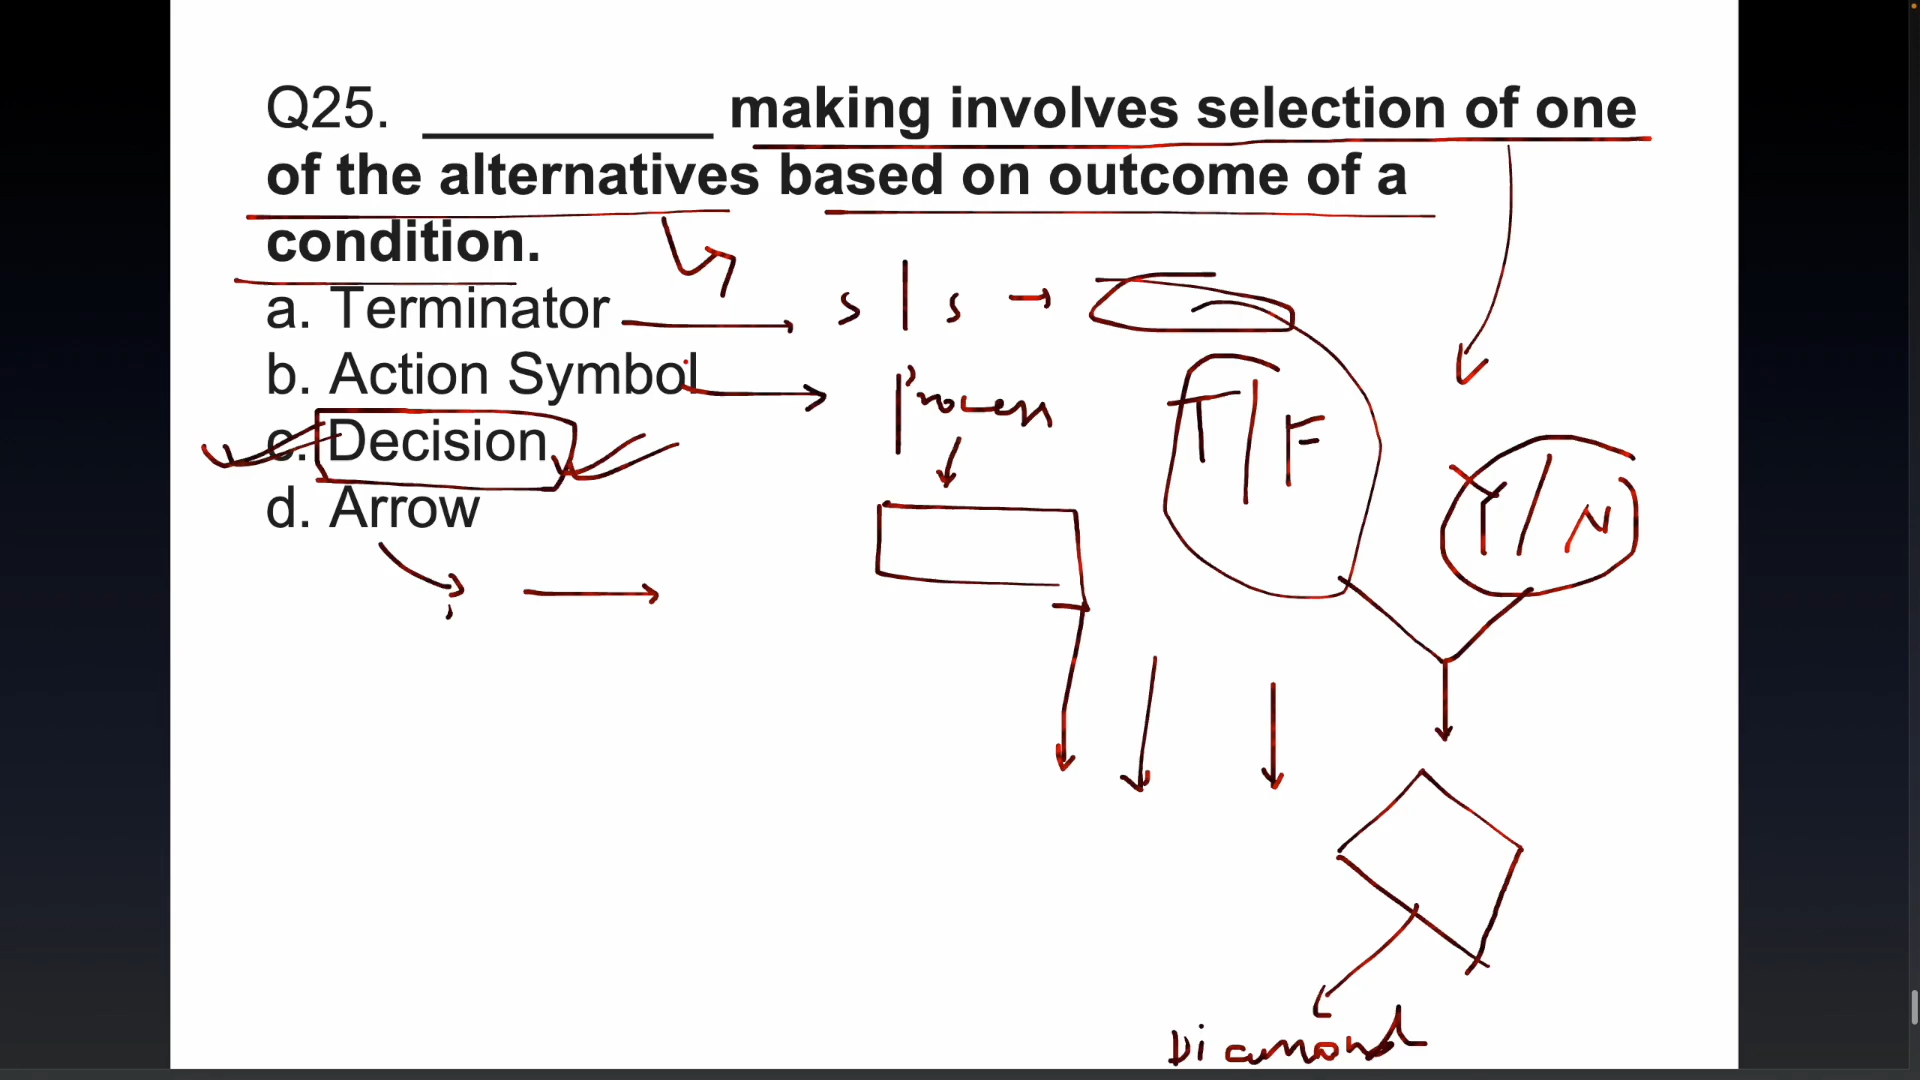 Q25. __________ making involves selection of one
of the alternatives based on outcome of a
condition.
a. Terminator
s | s
b. Action Symbol
Process
T/F
c. Decision
Y/N
d. Arrow
Diamond